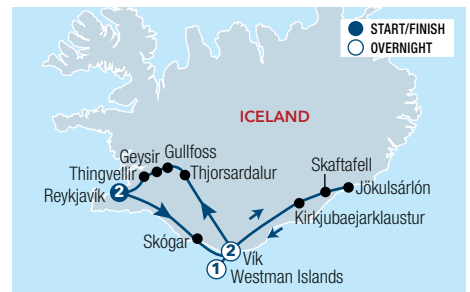 START/FINISH
OVERNIGHT
ICELAND
Geysir
Gullfoss
Thingvellir
Thjorsardalur
Skaftafell
Reykjavík
2
Jökulsárlón
Kirkjubaejarklaustur
Skógar
2
Vík
1
Westman Islands